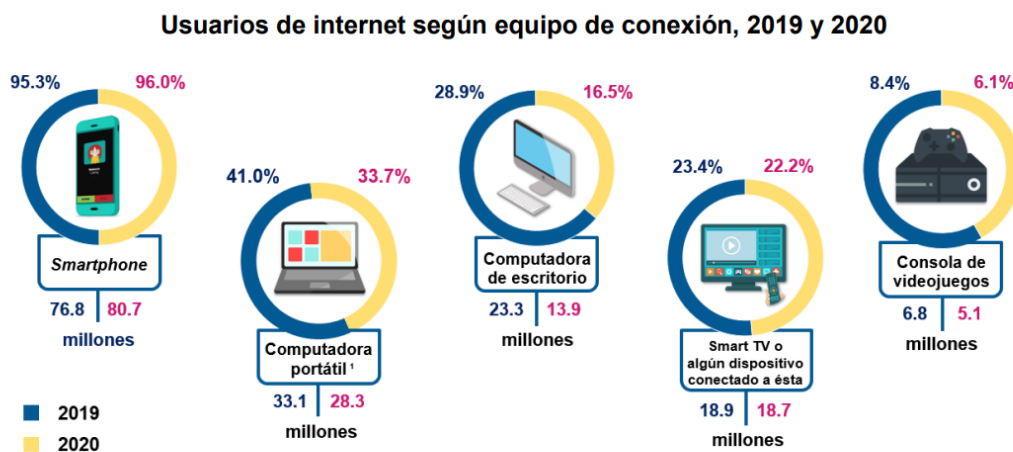 Usuarios de internet según equipo de conexión, 2019 y 2020
95.3% 96.0%
Smartphone
76.8 80.7
millones
41.0% 33.7%
Computadora
portátil ¹
33.1 28.3
millones
28.9% 16.5%
Computadora
de escritorio
23.3 13.9
millones
23.4% 22.2%
Smart TV o
algún dispositivo
conectado a ésta
18.9 18.7
millones
8.4% 6.1%
Consola de
videojuegos
6.8 5.1
millones
2019
2020